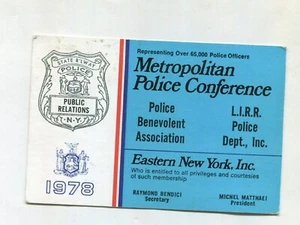 STATE B'KWAY
POLICE
PUBLIC
RELATIONS
N.Y.
1978
Representing Over 65,000 Police Officers
Metropolitan
Police Conference
Police
Benevolent
Association
L.I.R.R.
Police
Dept., Inc.
Eastern New York, Inc.
Who is entitled to all privileges and courtesies
of such membership
RAYMOND BENDICI
Secretary
MICHEL MATTHAEI
President